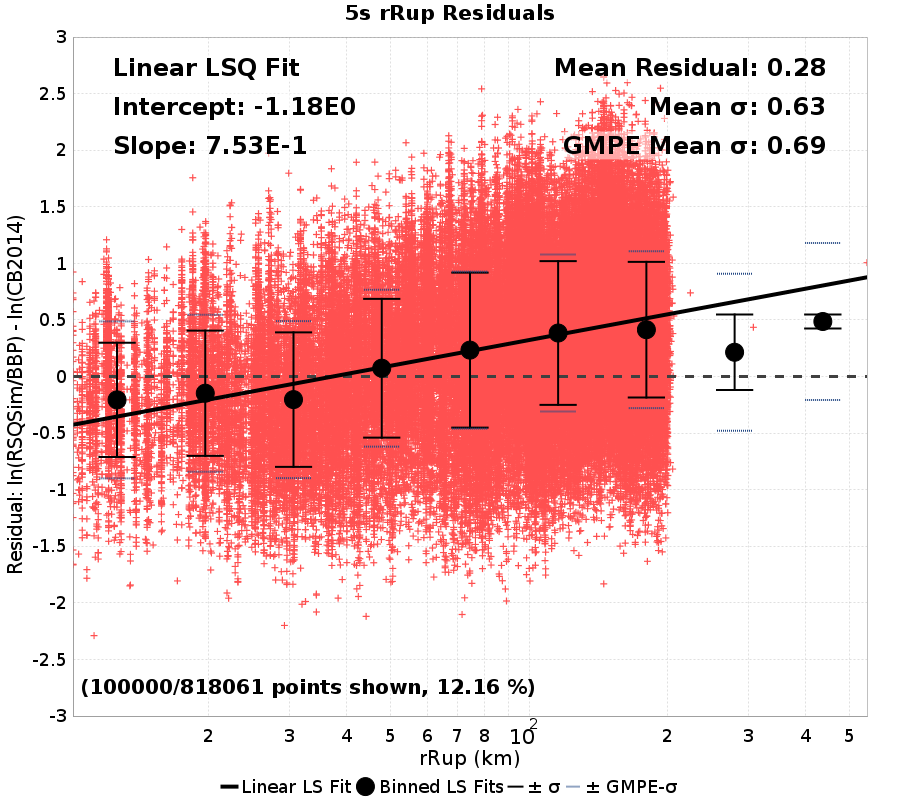 5s rRup Residuals
Linear LSQ Fit
Intercept: -1.18E0
Slope: 7.53E-1
Mean Residual: 0.28
Mean σ: 0.63
GMPE Mean σ: 0.69
Residual: ln(RSQSim/BBP) - ln(CB2014)
3
2.5
2
1.5
1
0.5
0
-0.5
-1
-1.5
-2
-2.5
-3
(100000/818061 points shown, 12.16 %)
2 3 4 5 6 7 8 10² 2 3 4 5
rRup (km)
Linear LS Fit Binned LS Fits ± σ ± GMPE-σ